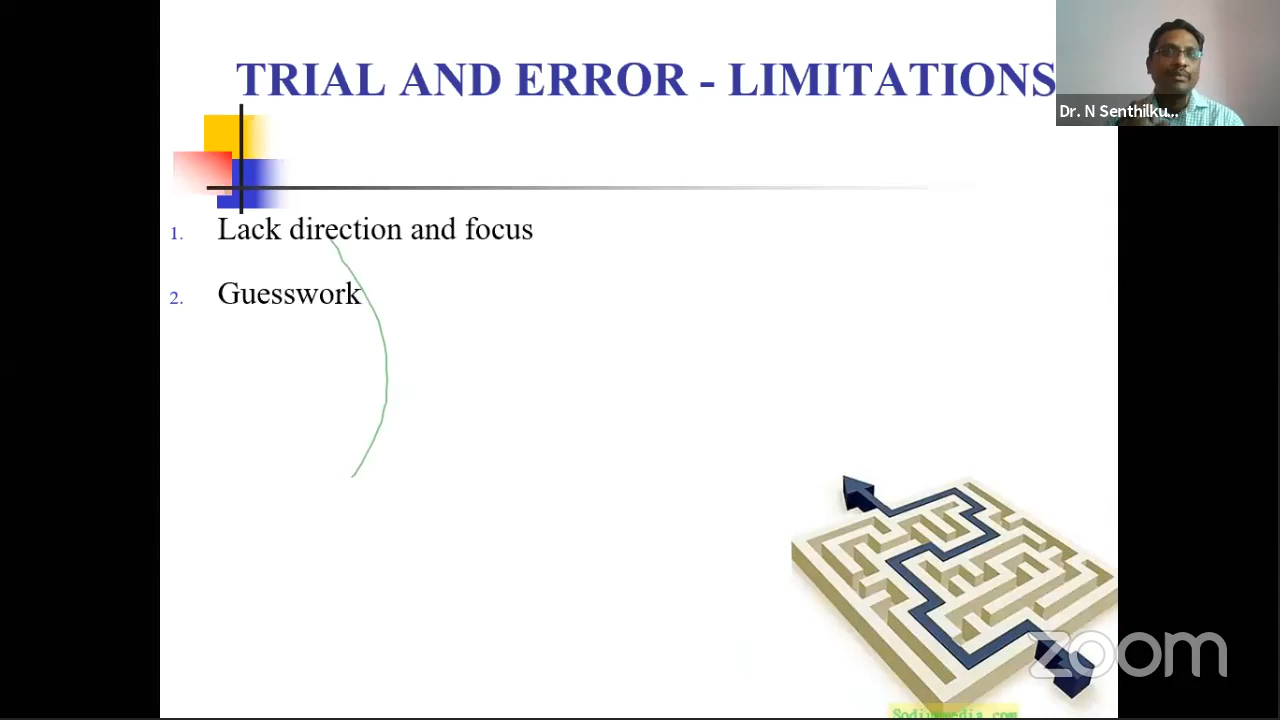 TRIAL AND ERROR - LIMITATIONS
Dr. N Senthilku...
1. Lack direction and focus
2. Guesswork
zoom